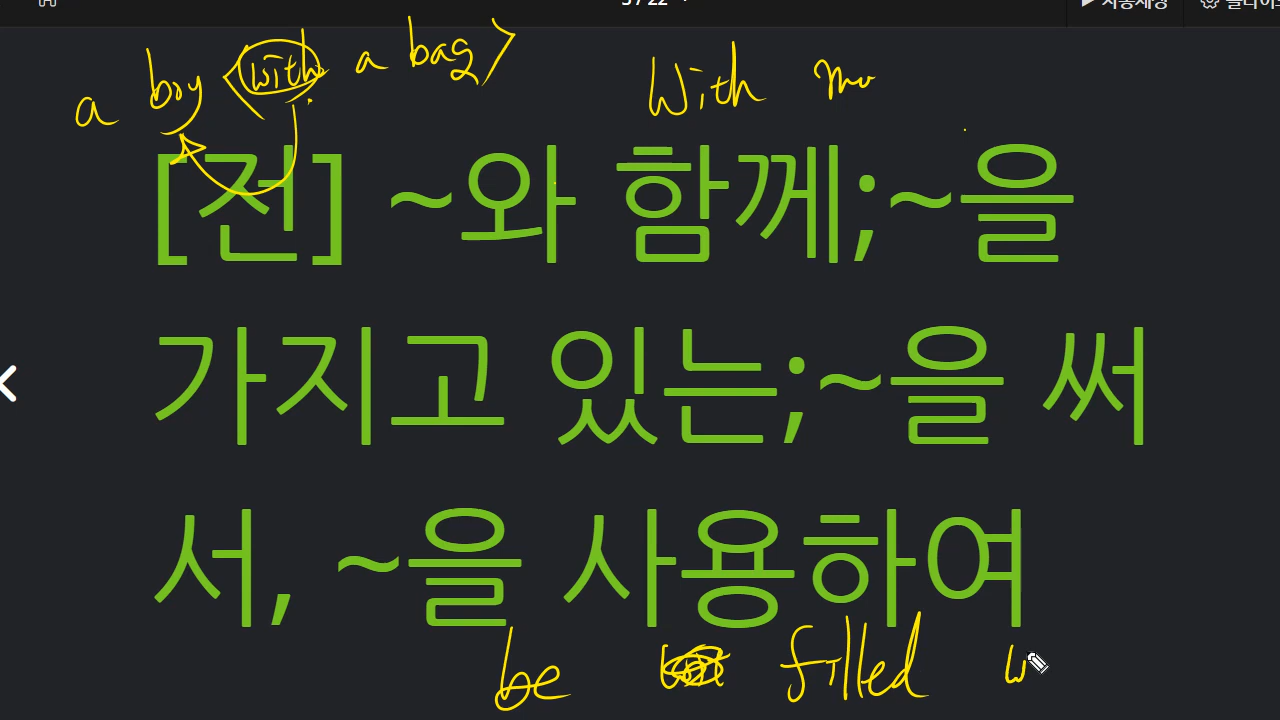 a boy <with a bag>
With me
[전] ~와 함께;~을
가지고 있는;~을 써
서, ~을 사용하여
be filled w